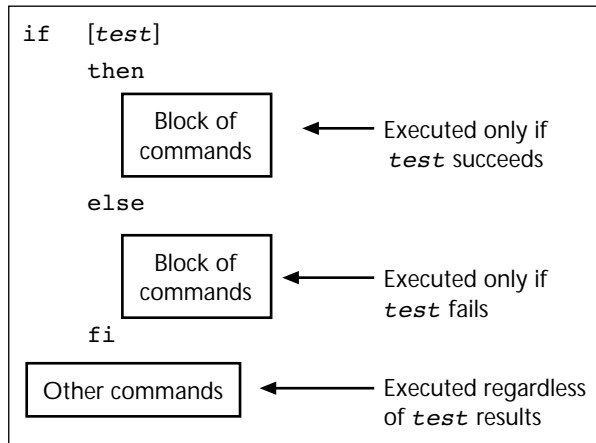 if [test]
then
Block of
commands
Executed only if
test succeeds
else
Block of
commands
Executed only if
test fails
fi
Other commands
Executed regardless
of test results